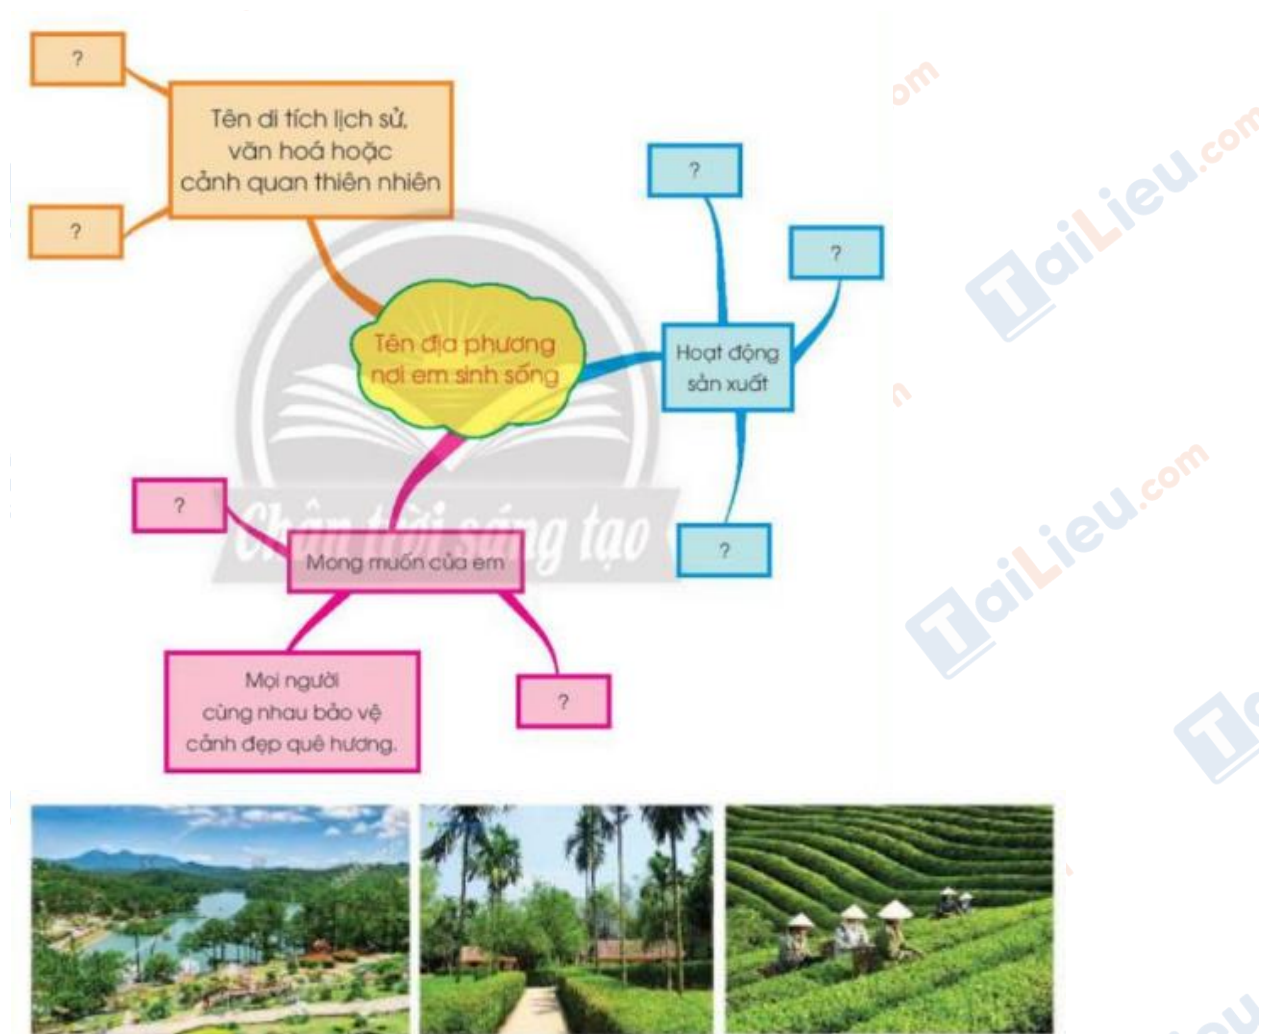 ?
Tên di tích lịch sử,
văn hoá hoặc
cảnh quan thiên nhiên
?
?
?
Tên địa phương
nơi em sinh sống
Hoạt động
sản xuất
?
?
Chân trời sáng tạo
Mong muốn của em
Mọi người
cùng nhau bảo vệ
cảnh đẹp quê hương.
?
TaiLieu.com
TaiLieu.com